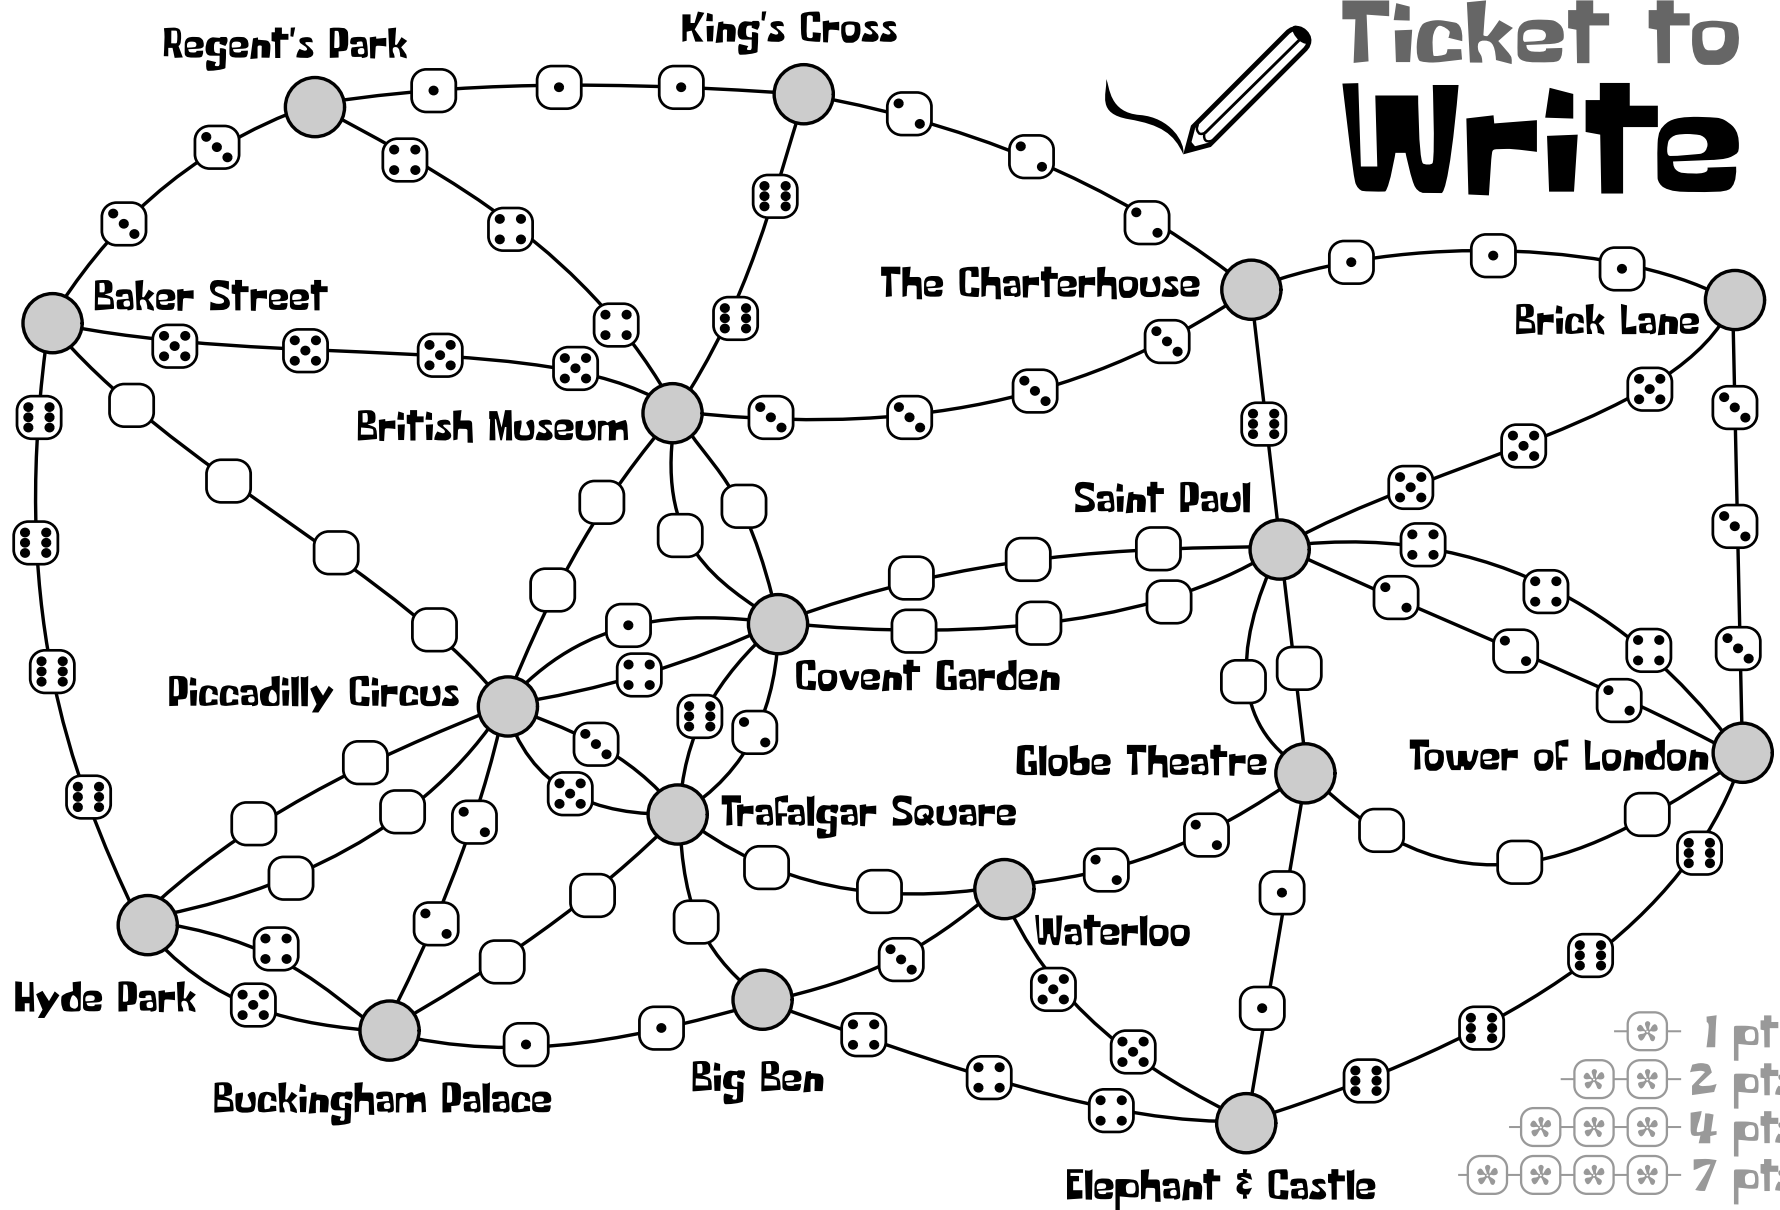 Ticket to
Write
Regent's Park
King's Cross
Baker Street
The Charterhouse
Brick Lane
British Museum
Saint Paul
Piccadilly Circus
Covent Garden
Globe Theatre
Tower of London
Trafalgar Square
Waterloo
Hyde Park
Buckingham Palace
Big Ben
Elephant & Castle
* 1 pt
* * 2 pts
* * * 4 pts
* * * * 7 pts